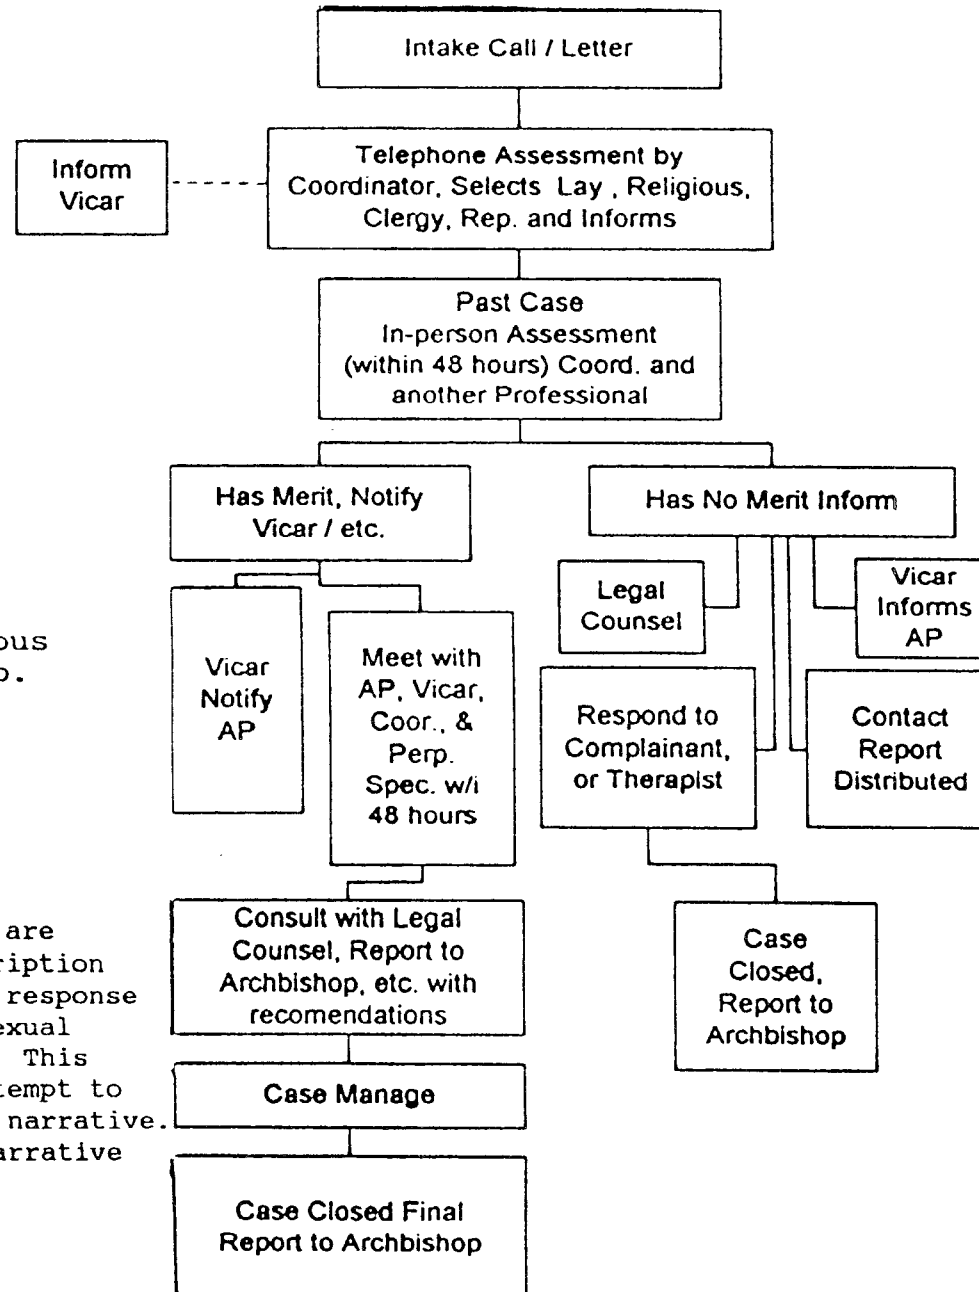 Intake Call / Letter
Inform
Vicar
Telephone Assessment by
Coordinator, Selects Lay , Religious,
Clergy, Rep. and Informs
Past Case
In-person Assessment
(within 48 hours) Coord. and
another Professional
Has Merit, Notify
Vicar / etc.
Has No Merit Inform
Vicar
Notify
AP
Meet with
AP, Vicar,
Coor., &
Perp.
Spec. w/i
48 hours
Legal
Counsel
Vicar
Informs
AP
Respond to
Complainant,
or Therapist
Contact
Report
Distributed
Consult with Legal
Counsel, Report to
Archbishop, etc. with
recomendations
Case
Closed,
Report to
Archbishop
Case Manage
Case Closed Final
Report to Archbishop
ous
are
ription
response
exual
This
tempt to
narrative.
arrative